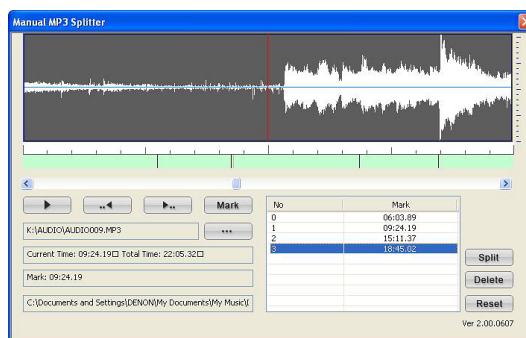 Manual MP3 Splitter
Mark
K:\AUDIO\AUDIO009.MP3
...
Current Time: 09:24.19□ Total Time: 22:05.32□
Mark: 09:24.19
C:\Documents and Settings\DENON\My Documents\My Music\[
No Mark
0 06:03.89
1 09:24.19
2 15:11.37
3 18:45.02
Split
Delete
Reset
Ver 2.00.0607